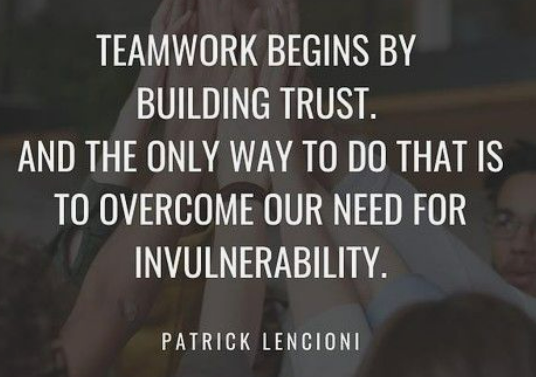 TEAMWORK BEGINS BY
BUILDING TRUST.
AND THE ONLY WAY TO DO THAT IS
TO OVERCOME OUR NEED FOR
INVULNERABILITY.
PATRICK LENCIONI